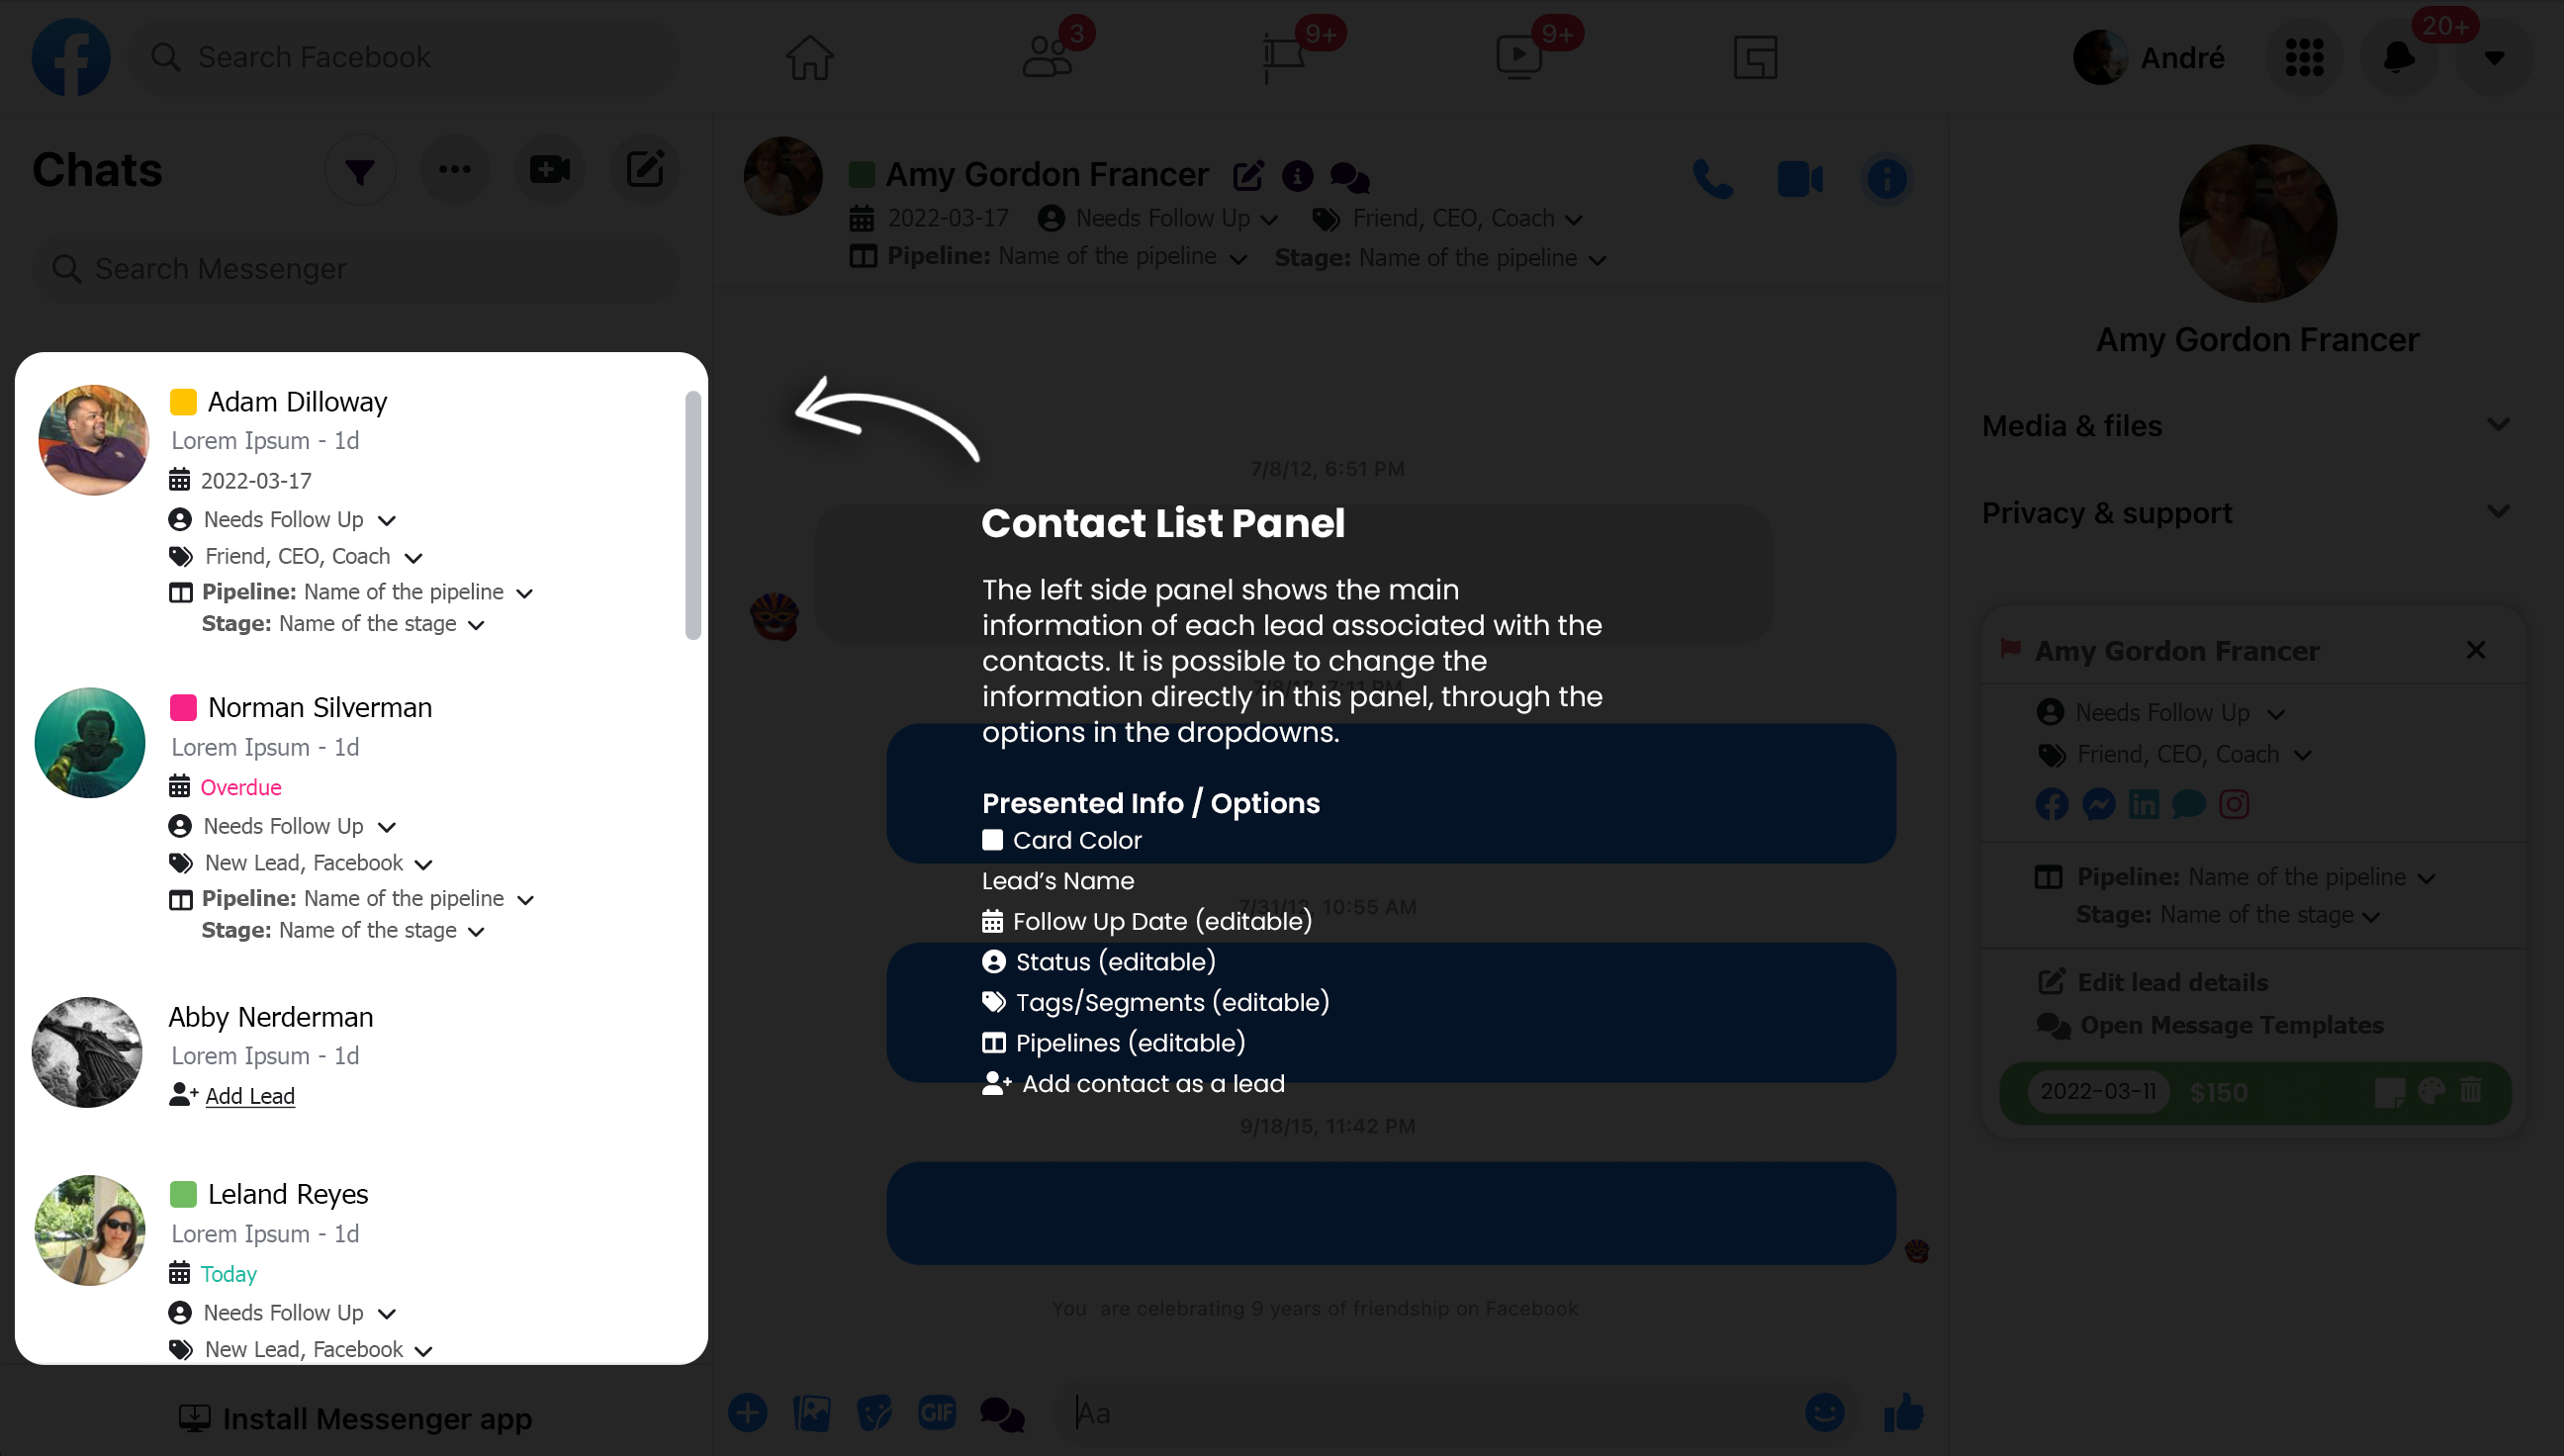 Search Facebook
3
9+
9+
André
20+
Chats
Search Messenger
Adam Dilloway
Lorem Ipsum - 1d
2022-03-17
Needs Follow Up
Friend, CEO, Coach
Pipeline: Name of the pipeline
Stage: Name of the stage
Norman Silverman
Lorem Ipsum - 1d
Overdue
Needs Follow Up
New Lead, Facebook
Pipeline: Name of the pipeline
Stage: Name of the stage
Abby Nerderman
Lorem Ipsum - 1d
Add Lead
Leland Reyes
Lorem Ipsum - 1d
Today
Needs Follow Up
New Lead, Facebook
Install Messenger app
Amy Gordon Francer
2022-03-17 Needs Follow Up Friend, CEO, Coach
Pipeline: Name of the pipeline Stage: Name of the pipeline
7/8/12, 6:51 PM
Contact List Panel
The left side panel shows the main
information of each lead associated with the
contacts. It is possible to change the
7/8/12, 7:11 PM
information directly in this panel, through the
options in the dropdowns.
Presented Info / Options
Card Color
Lead's Name
7/31/12, 10:55 AM
Follow Up Date (editable)
Status (editable)
Tags/Segments (editable)
Pipelines (editable)
Add contact as a lead
9/18/15, 11:42 PM
You are celebrating 9 years of friendship on Facebook
GIF
Aa
Amy Gordon Francer
Media & files
Privacy & support
Amy Gordon Francer
Needs Follow Up
Friend, CEO, Coach
Pipeline: Name of the pipeline
Stage: Name of the stage
Edit lead details
Open Message Templates
2022-03-11 $150